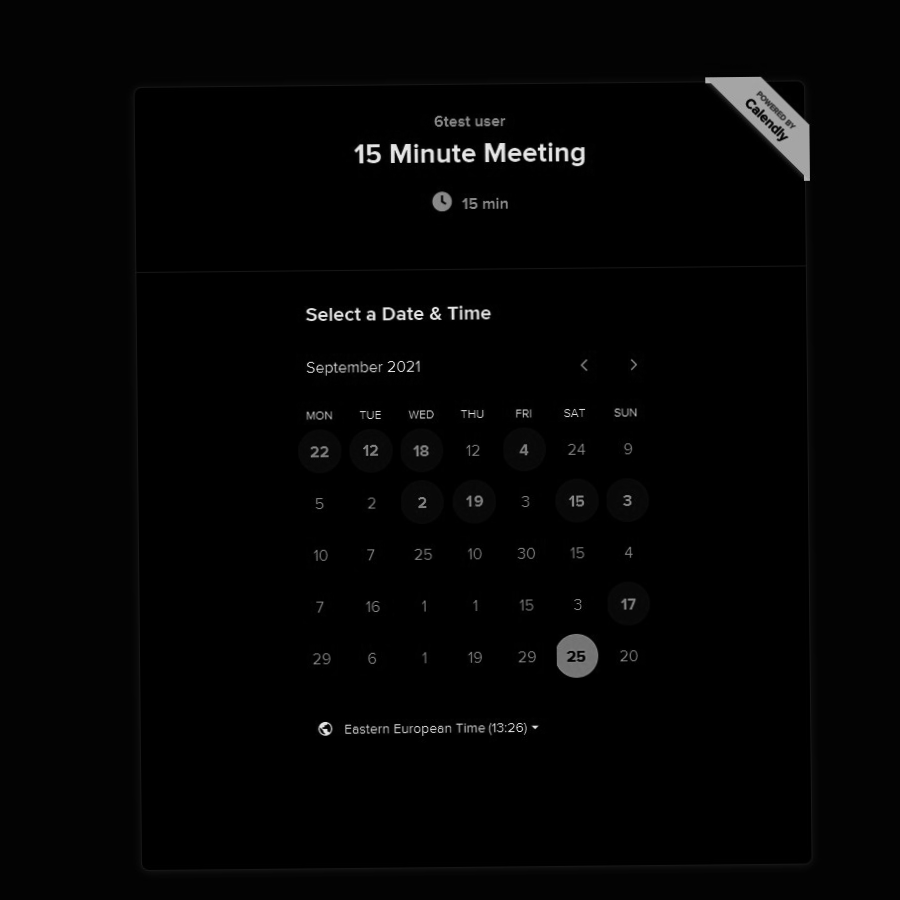 POWERED BY
Calendly
6test user
15 Minute Meeting
15 min
Select a Date & Time
September 2021
MON TUE WED THU FRI SAT SUN
22 12 18 12 4 24 9
5 2 2 19 3 15 3
10 7 25 10 30 15 4
7 16 1 1 15 3 17
29 6 1 19 29 25 20
Eastern European Time (13:26)